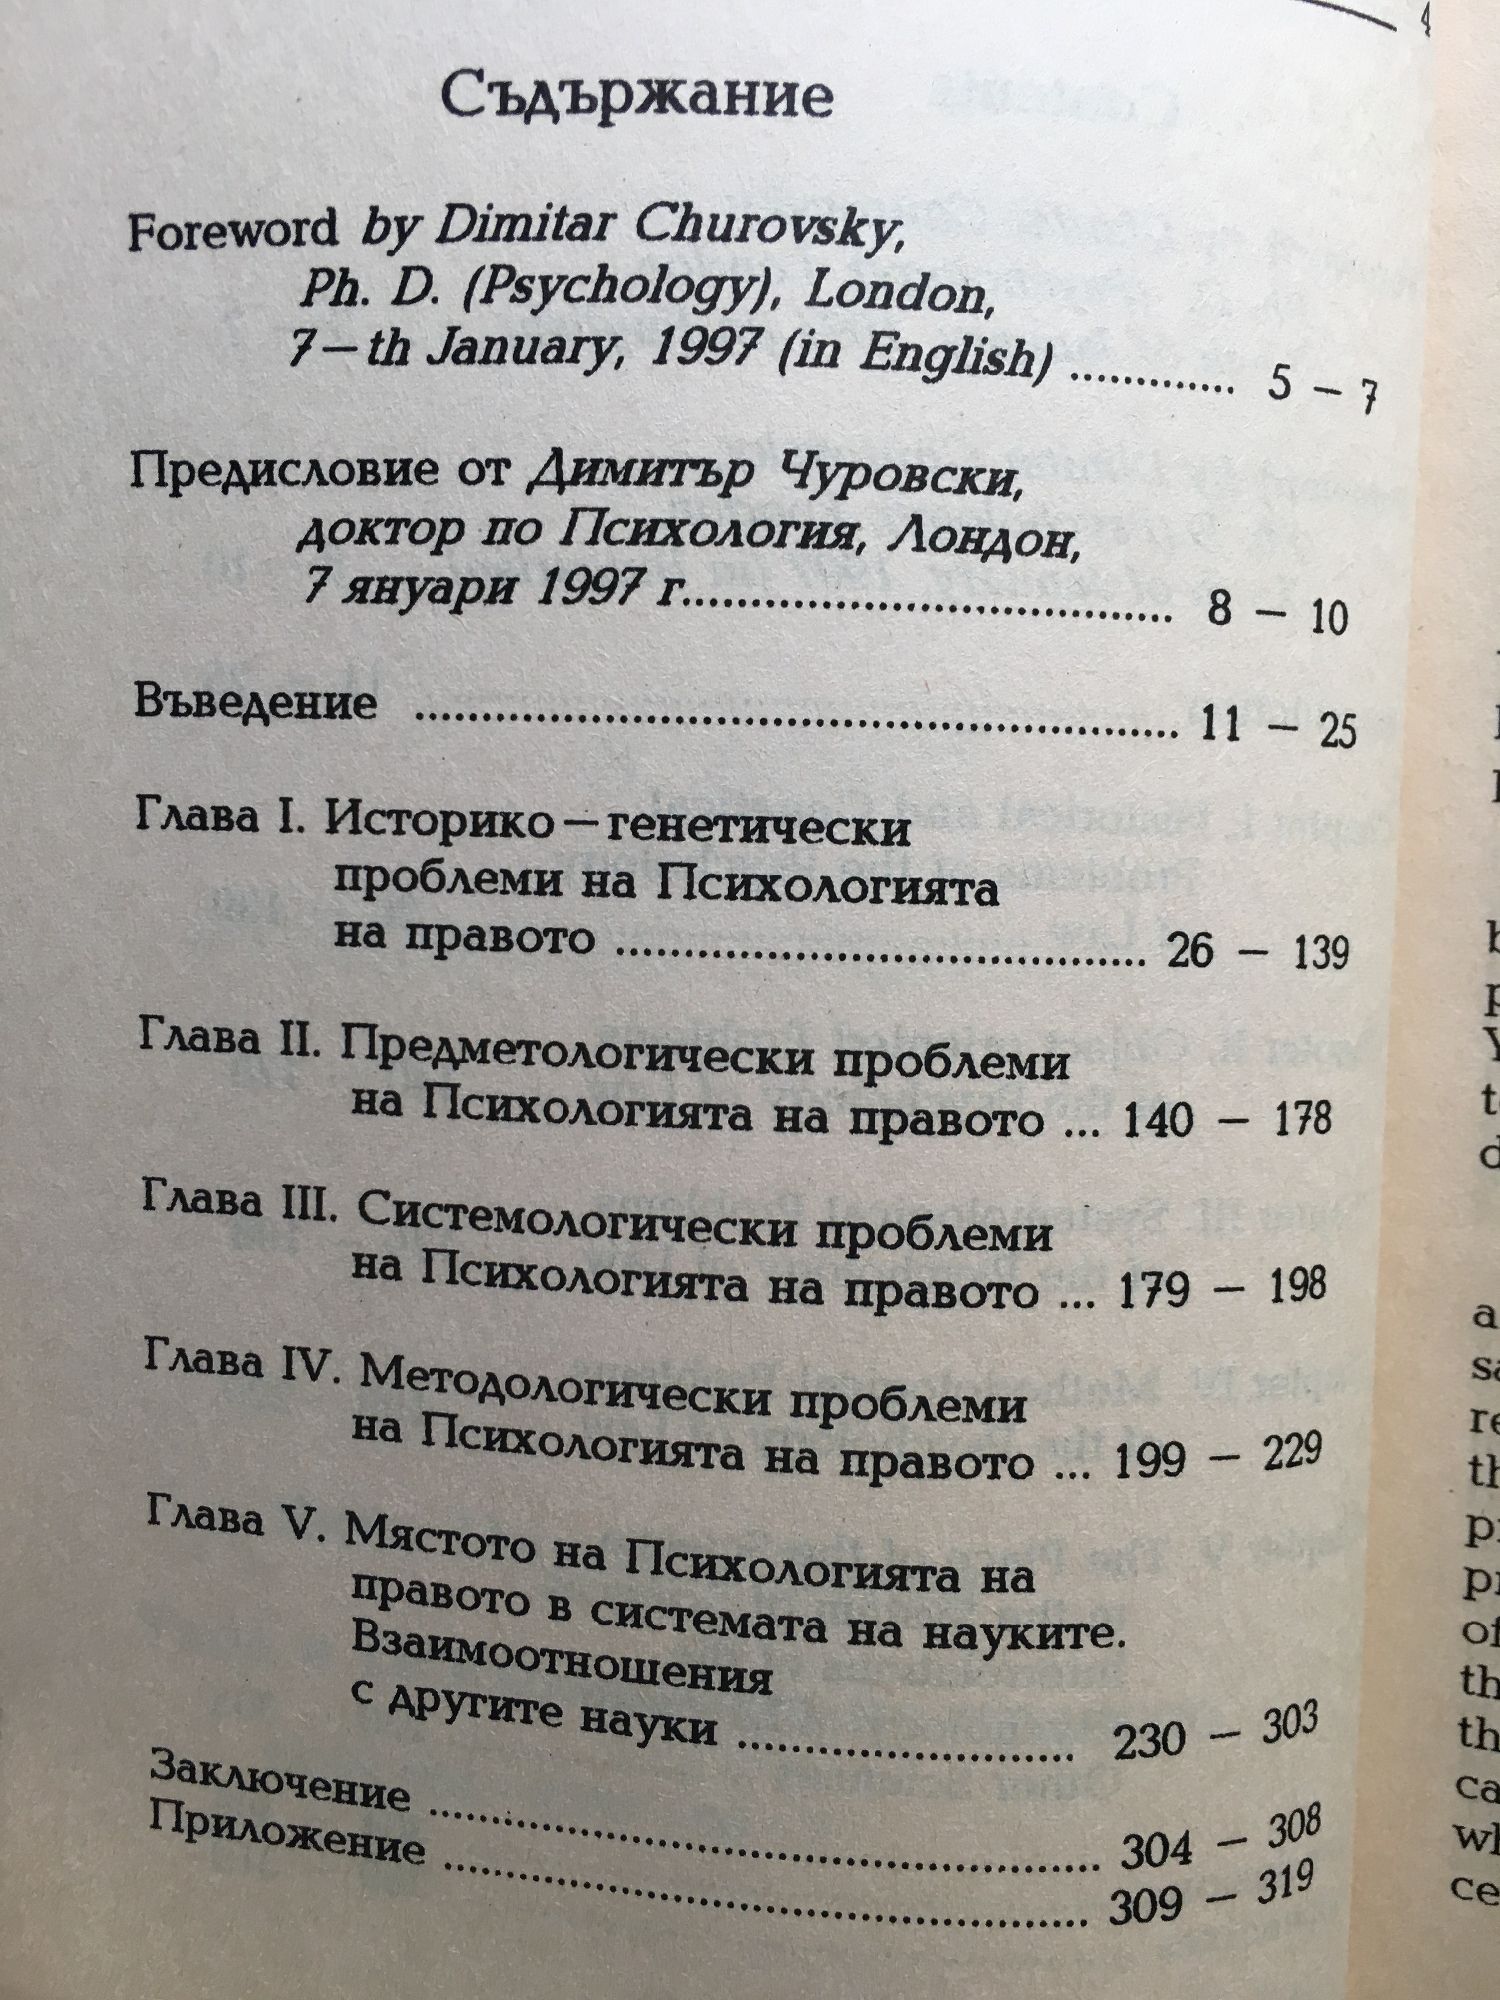 4
Съдържание
Foreword by Dimitar Churovsky,
Ph. D. (Psychology), London,
7—th January, 1997 (in English) ............. 5 — 7
Предисловие от Димитър Чуровски,
доктор по Психология, Лондон,
7 януари 1997 г..................................... 8 — 10
Въведение ......................................................... 11 — 25
Глава I. Историко—генетически
проблеми на Психологията
на правото ....................................... 26 — 139
Глава II. Предметологически проблеми
на Психологията на правото ... 140 — 178
Глава III. Системологически проблеми
на Психологията на правото ... 179 — 198
Глава IV. Методологически проблеми
на Психологията на правото ... 199 — 229
Глава V. Мястото на Психологията на
правото в системата на науките.
Взаимоотношения
с другите науки ......................... 230 — 303
Заключение .................................................. 304 — 308
Приложение ................................................ 309 — 319